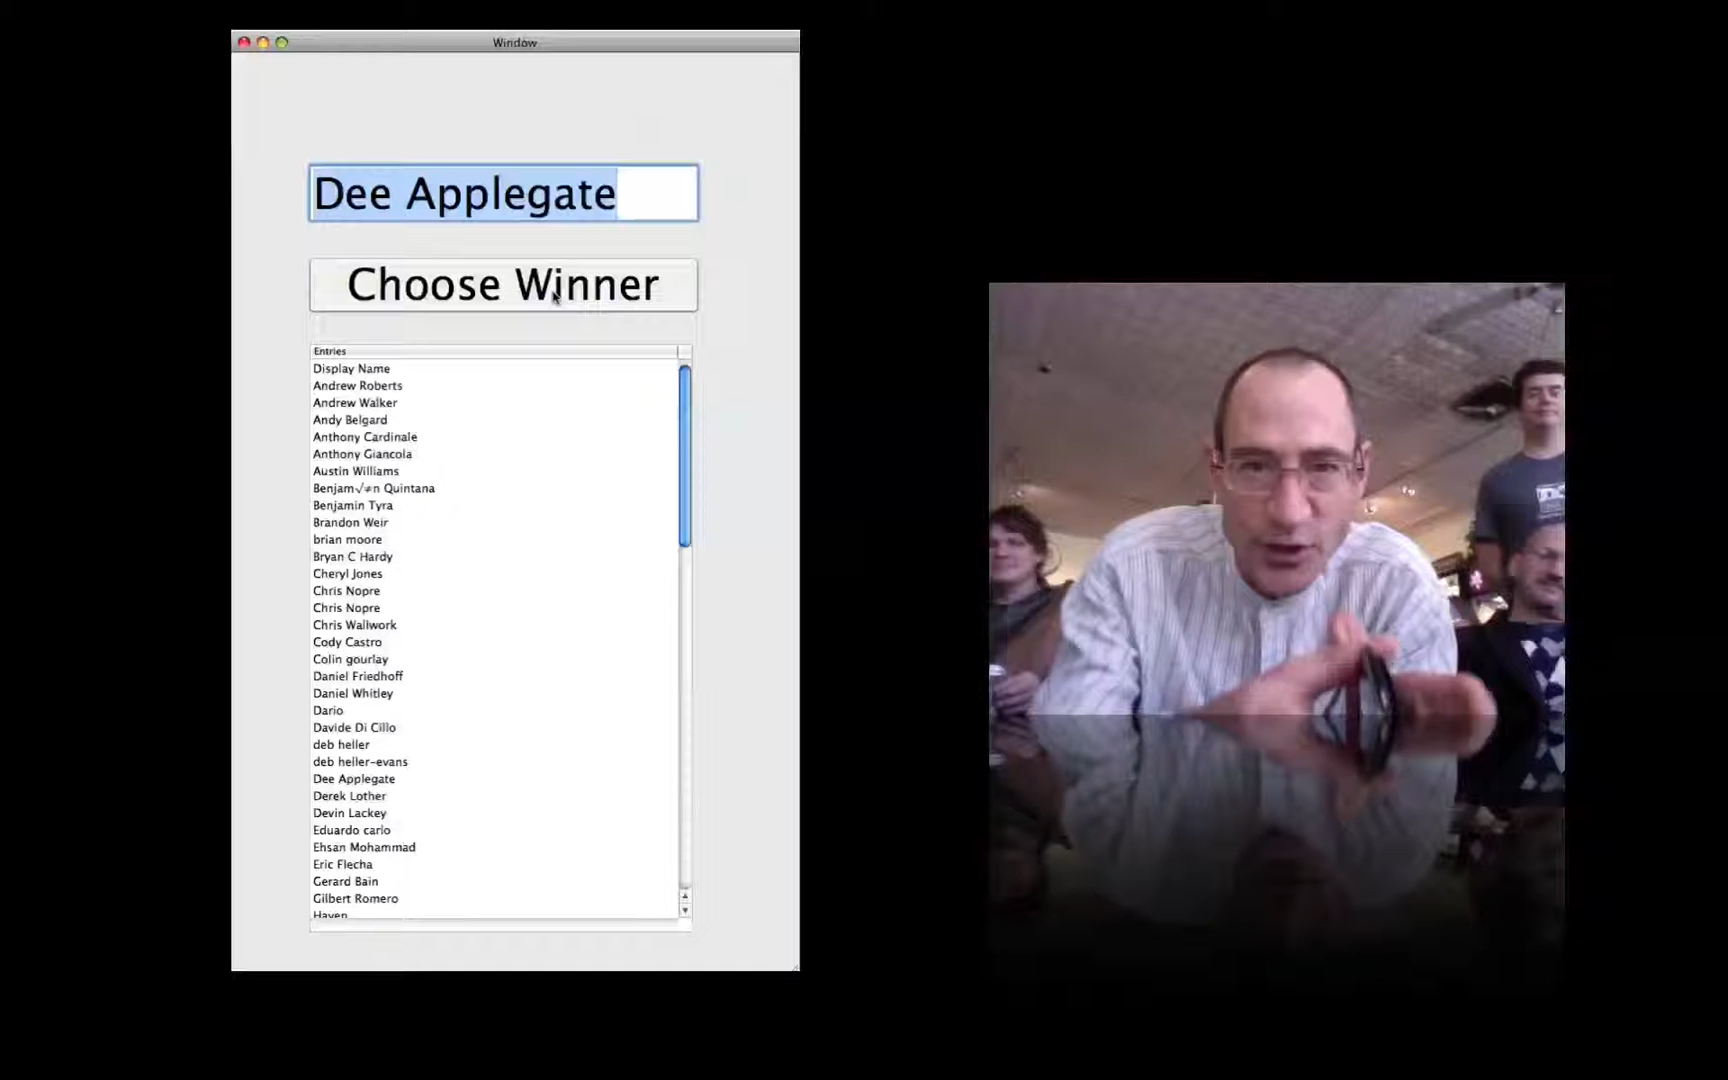 Window
Dee Applegate
Choose Winner
Entries
Display Name
Andrew Roberts
Andrew Walker
Andy Belgard
Anthony Cardinale
Anthony Giancola
Austin Williams
Benjam√≠n Quintana
Benjamin Tyra
Brandon Weir
brian moore
Bryan C Hardy
Cheryl Jones
Chris Nopre
Chris Nopre
Chris Wallwork
Cody Castro
Colin gourlay
Daniel Friedhoff
Daniel Whitley
Dario
Davide Di Cillo
deb heller
deb heller-evans
Dee Applegate
Derek Lother
Devin Lackey
Eduardo carlo
Ehsan Mohammad
Eric Flecha
Gerard Bain
Gilbert Romero
Haven